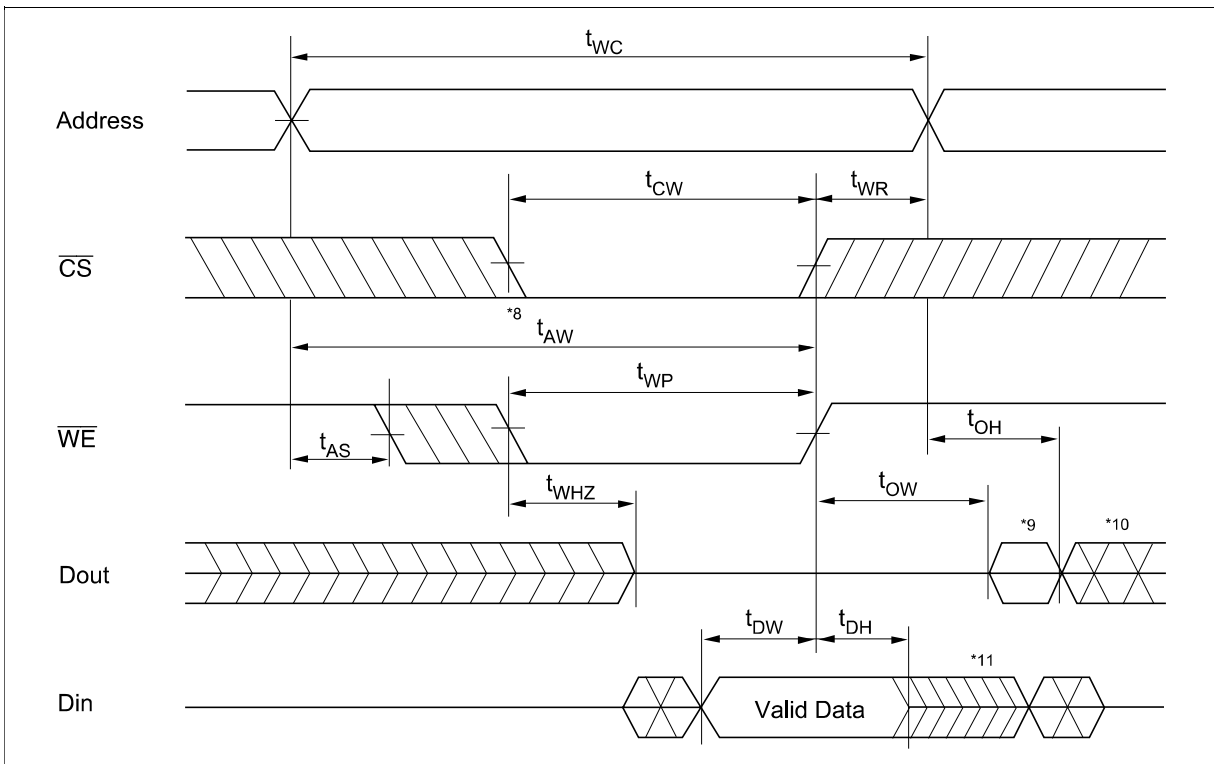 tWC
Address
tCW
tWR
CS
*8
tAW
tWP
WE
tAS
tOH
tWHZ
tOW
*9
*10
Dout
tDW
tDH
*11
Din
Valid Data